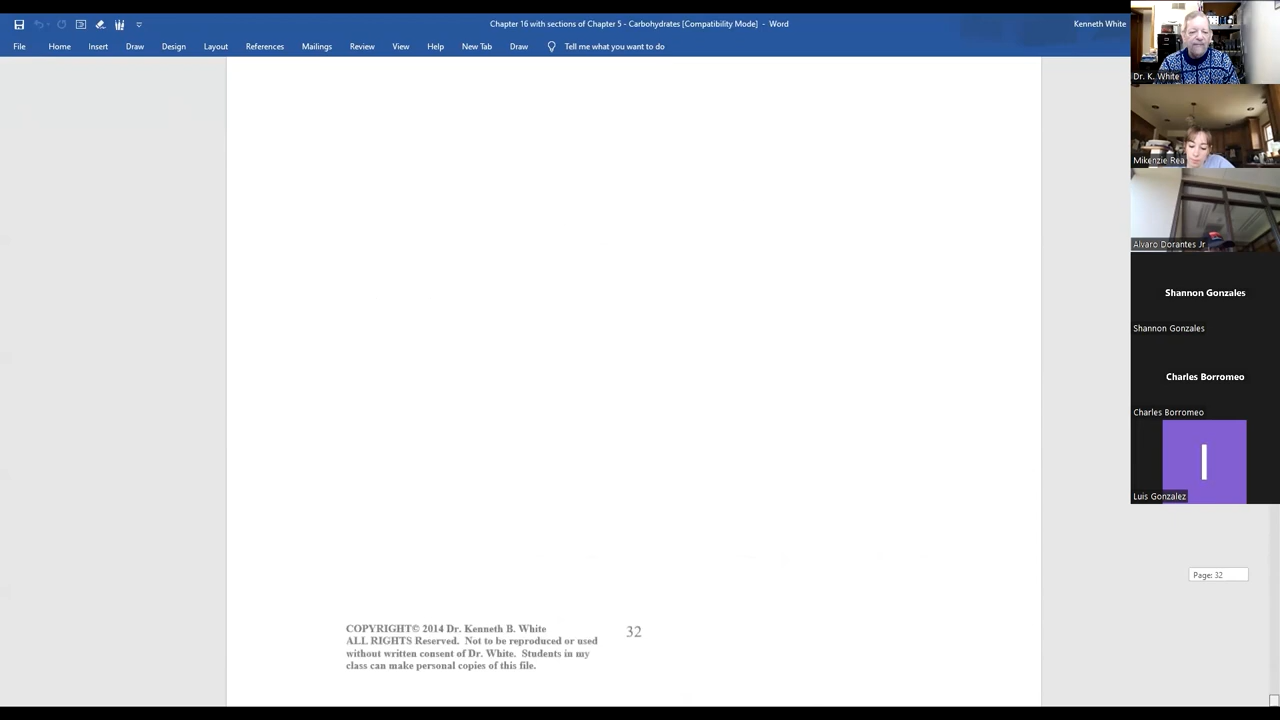 Chapter 16 with sections of Chapter 5 - Carbohydrates [Compatibility Mode] - Word
Kenneth White
File Home Insert Draw Design Layout References Mailings Review View Help New Tab Draw Tell me what you want to do
Dr. K. White
Mikenzie Rea
Alvaro Dorantes Jr
Shannon Gonzales
Shannon Gonzales
Charles Borromeo
Charles Borromeo
l
Luis Gonzalez
Page: 32
COPYRIGHT© 2014 Dr. Kenneth B. White
ALL RIGHTS Reserved. Not to be reproduced or used
without written consent of Dr. White. Students in my
class can make personal copies of this file.
32